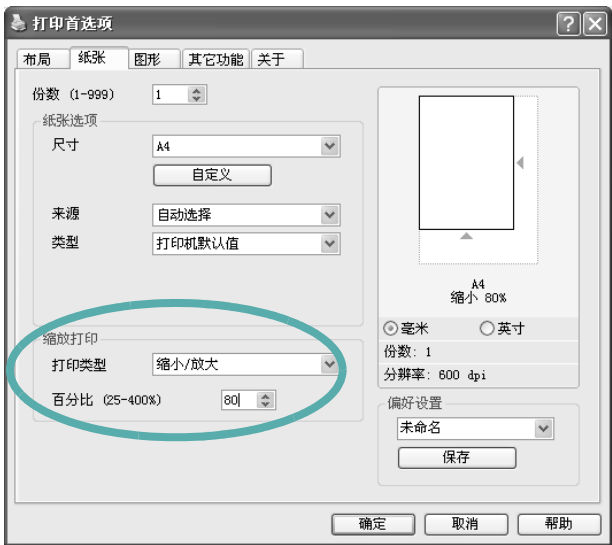 打印首选项
布局 纸张 图形 其它功能 关于
份数 (1-999) 1
纸张选项
尺寸 A4
自定义
来源 自动选择
类型 打印机默认值
缩放打印
打印类型 缩小/放大
百分比 (25-400%) 80
A4
缩小 80%
毫米 英寸
份数: 1
分辨率: 600 dpi
偏好设置
未命名
保存
确定 取消 帮助